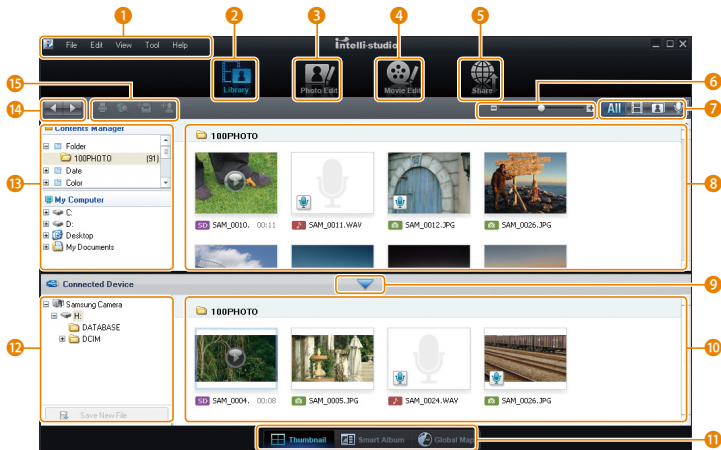 1 2 3 4 5
File Edit View Tool Help
Intelli-studio
Library Photo Edit Movie Edit Share
15
6
14
All
7
Contents Manager
Folder
100PHOTO (91)
Date
Color
13
My Computer
C:
D:
Desktop
My Documents
100PHOTO
SD SAM_0010. 00:11
SAM_0011.WAV
SAM_0012.JPG
SAM_0026.JPG
8
Connected Device
9
Samsung Camera
H:
DATABASE
DCIM
12
Save New File
100PHOTO
SD SAM_0004. 00:08
SAM_0005.JPG
SAM_0024.WAV
SAM_0026.JPG
10
Thumbnail Smart Album Global Map
11